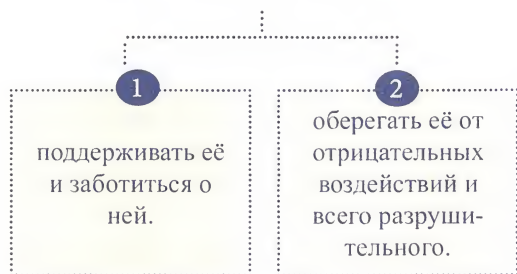 1
поддерживать её
и заботиться о
ней.
2
оберегать её от
отрицательных
воздействий и
всего разруши-
тельного.